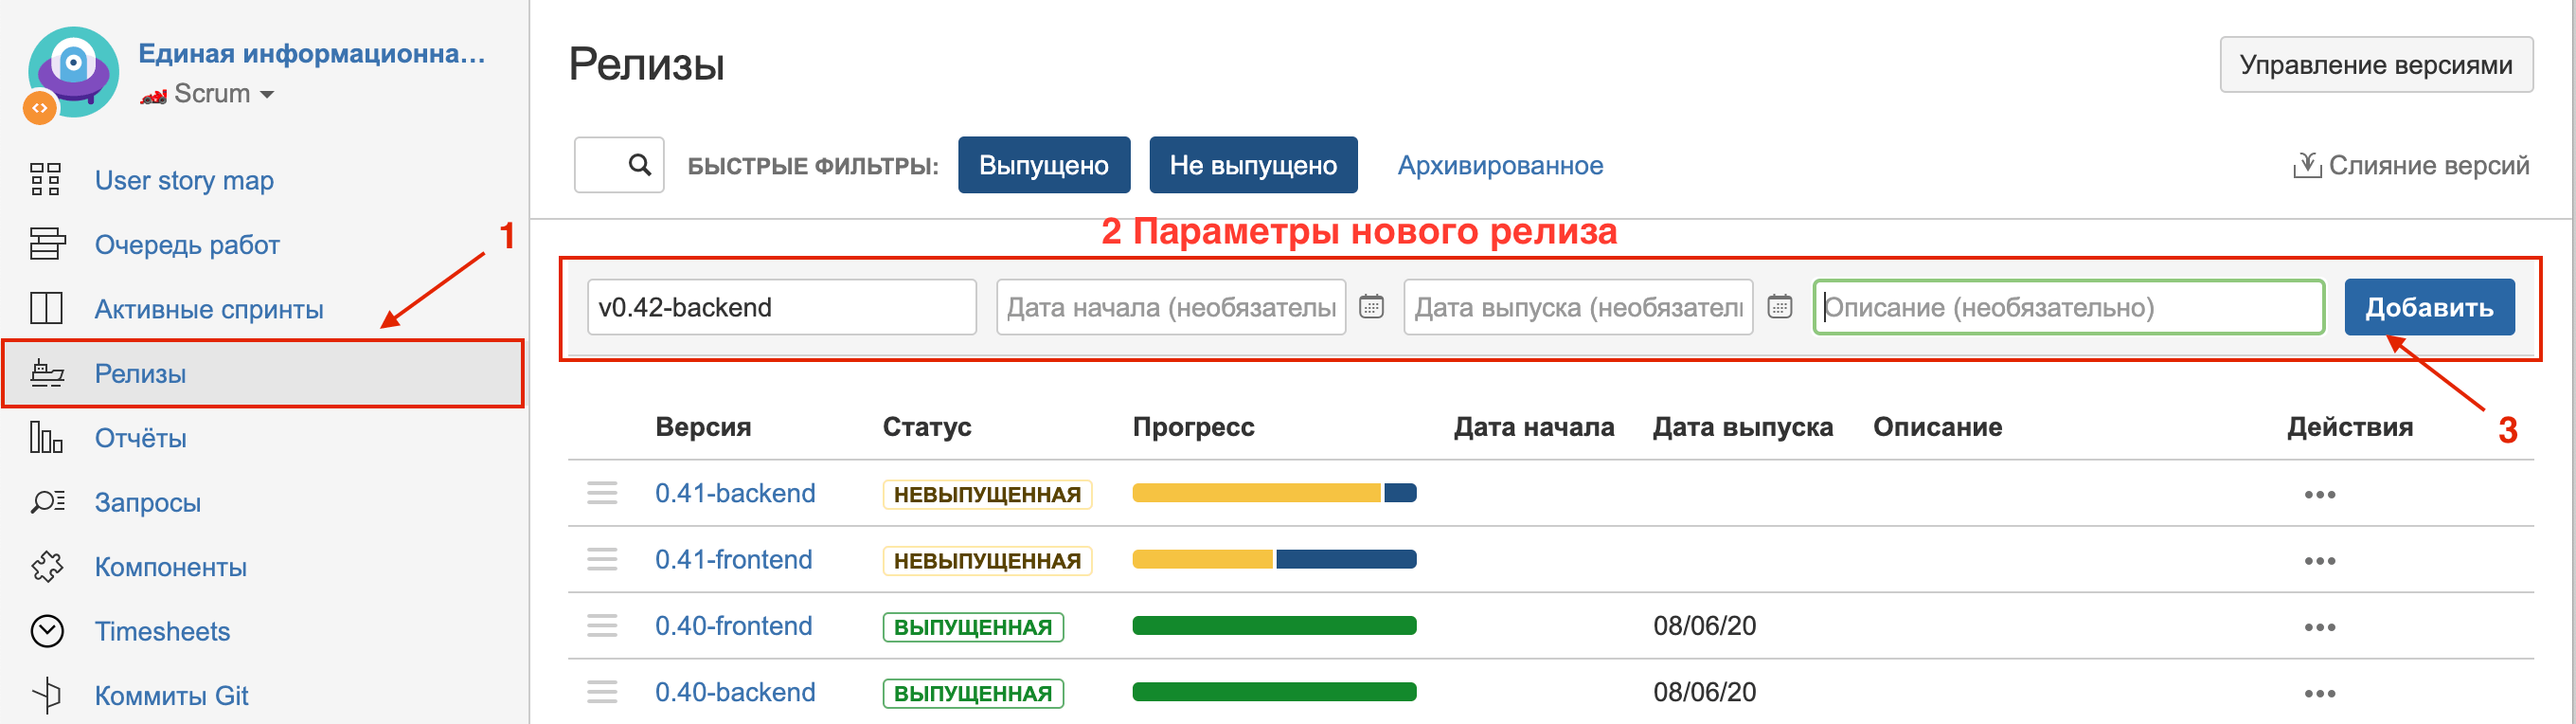 Единая информационна...
Scrum
User story map
Очередь работ
Активные спринты
Релизы
Отчёты
Запросы
Компоненты
Timesheets
Коммиты Git
1
Релизы
Управление версиями
БЫСТРЫЕ ФИЛЬТРЫ: Выпущено Не выпущено Архивированное Слияние версий
2 Параметры нового релиза
v0.42-backend Дата начала (необязатель Дата выпуска (необязател Описание (необязательно) Добавить
3
Версия Статус Прогресс Дата начала Дата выпуска Описание Действия
0.41-backend НЕВЫПУЩЕННАЯ
0.41-frontend НЕВЫПУЩЕННАЯ
0.40-frontend ВЫПУЩЕННАЯ 08/06/20
0.40-backend ВЫПУЩЕННАЯ 08/06/20